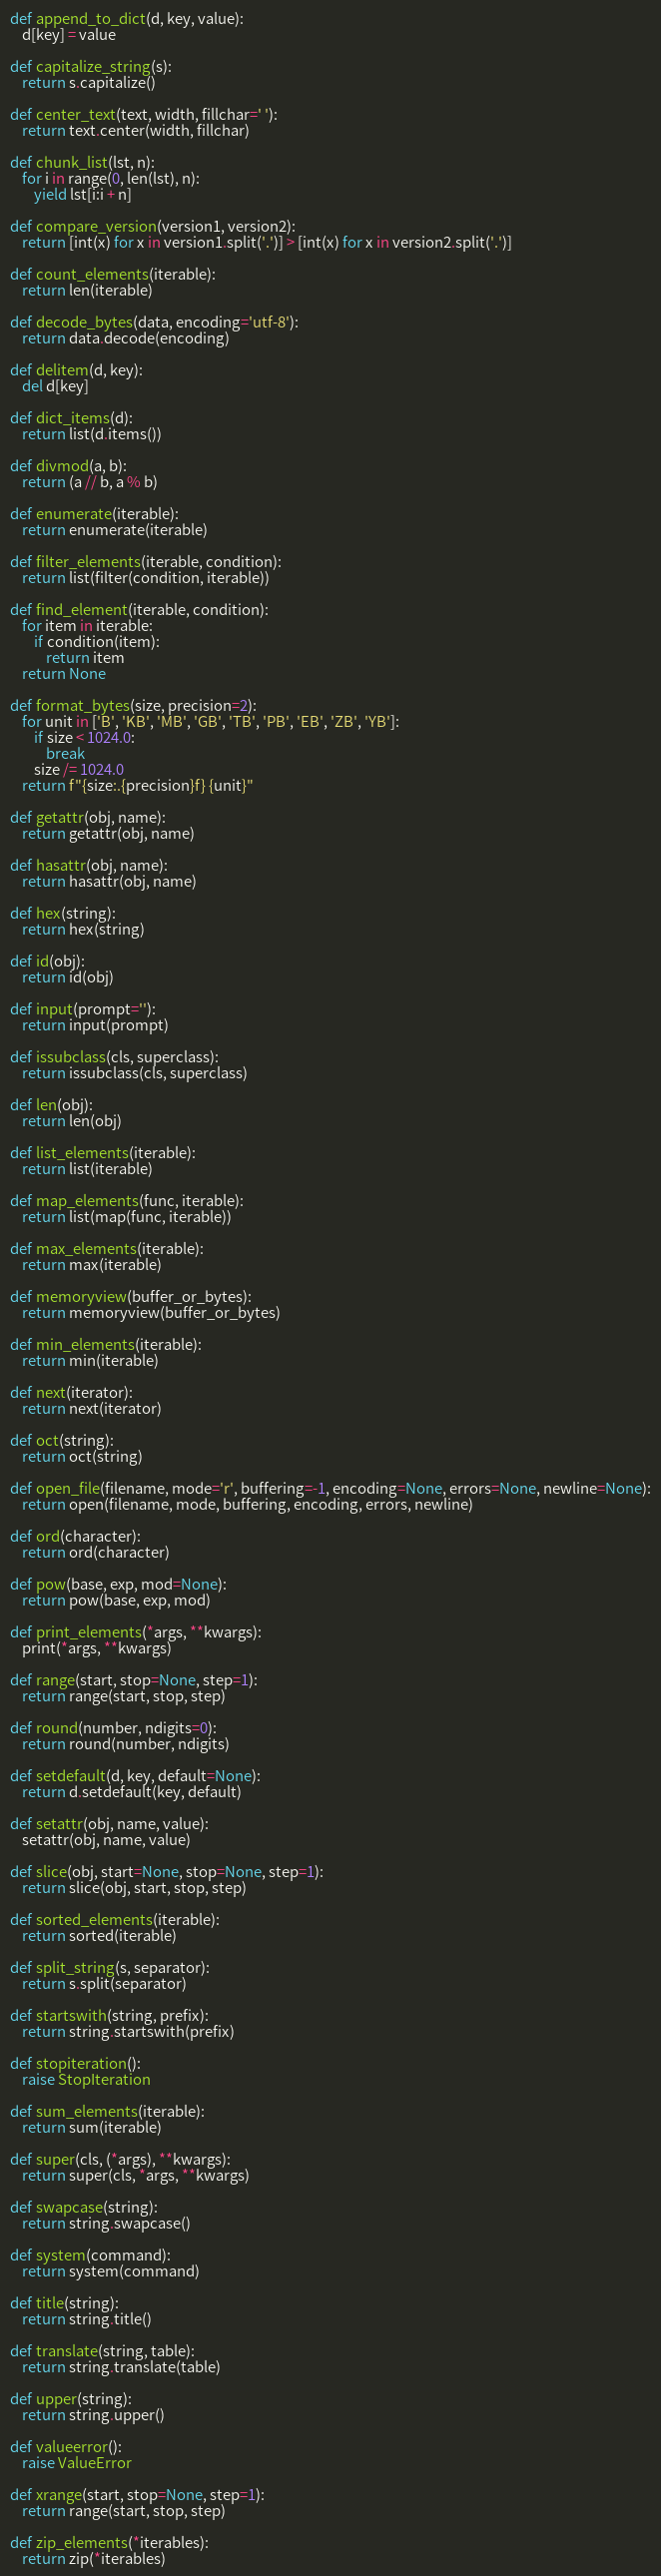 def append_to_dict(d, key, value):
    d[key] = value

def capitalize_string(s):
    return s.capitalize()

def center_text(text, width, fillchar=' '):
    return text.center(width, fillchar)

def chunk_list(lst, n):
    for i in range(0, len(lst), n):
        yield lst[i:i + n]

def compare_version(version1, version2):
    return [int(x) for x in version1.split('.')] > [int(x) for x in version2.split('.')]

def count_elements(iterable):
    return len(iterable)

def decode_bytes(data, encoding='utf-8'):
    return data.decode(encoding)

def delitem(d, key):
    del d[key]

def dict_items(d):
    return list(d.items())

def divmod(a, b):
    return (a // b, a % b)

def enumerate(iterable):
    return enumerate(iterable)

def filter_elements(iterable, condition):
    return list(filter(condition, iterable))

def find_element(iterable, condition):
    for item in iterable:
        if condition(item):
            return item
    return None

def format_bytes(size, precision=2):
    for unit in ['B', 'KB', 'MB', 'GB', 'TB', 'PB', 'EB', 'ZB', 'YB']:
        if size < 1024.0:
            break
        size /= 1024.0
    return f"{size:.{precision}f} {unit}"

def getattr(obj, name):
    return getattr(obj, name)

def hasattr(obj, name):
    return hasattr(obj, name)

def hex(string):
    return hex(string)

def id(obj):
    return id(obj)

def input(prompt=''):
    return input(prompt)

def issubclass(cls, superclass):
    return issubclass(cls, superclass)

def len(obj):
    return len(obj)

def list_elements(iterable):
    return list(iterable)

def map_elements(func, iterable):
    return list(map(func, iterable))

def max_elements(iterable):
    return max(iterable)

def memoryview(buffer_or_bytes):
    return memoryview(buffer_or_bytes)

def min_elements(iterable):
    return min(iterable)

def next(iterator):
    return next(iterator)

def oct(string):
    return oct(string)

def open_file(filename, mode='r', buffering=-1, encoding=None, errors=None, newline=None):
    return open(filename, mode, buffering, encoding, errors, newline)

def ord(character):
    return ord(character)

def pow(base, exp, mod=None):
    return pow(base, exp, mod)

def print_elements(*args, **kwargs):
    print(*args, **kwargs)

def range(start, stop=None, step=1):
    return range(start, stop, step)

def round(number, ndigits=0):
    return round(number, ndigits)

def setdefault(d, key, default=None):
    return d.setdefault(key, default)

def setattr(obj, name, value):
    setattr(obj, name, value)

def slice(obj, start=None, stop=None, step=1):
    return slice(obj, start, stop, step)

def sorted_elements(iterable):
    return sorted(iterable)

def split_string(s, separator):
    return s.split(separator)

def startswith(string, prefix):
    return string.startswith(prefix)

def stopiteration():
    raise StopIteration

def sum_elements(iterable):
    return sum(iterable)

def super(cls, (*args), **kwargs):
    return super(cls, *args, **kwargs)

def swapcase(string):
    return string.swapcase()

def system(command):
    return system(command)

def title(string):
    return string.title()

def translate(string, table):
    return string.translate(table)

def upper(string):
    return string.upper()

def valueerror():
    raise ValueError

def xrange(start, stop=None, step=1):
    return range(start, stop, step)

def zip_elements(*iterables):
    return zip(*iterables)